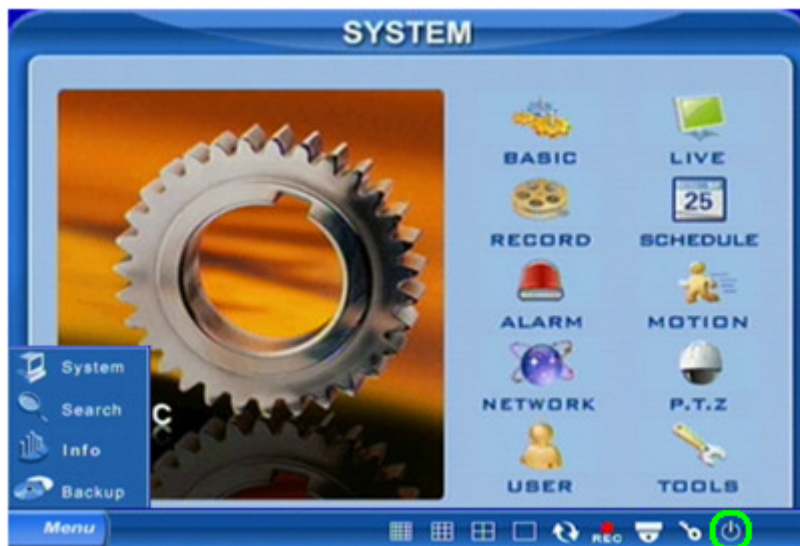 SYSTEM
BASIC
LIVE
RECORD
25
SCHEDULE
ALARM
MOTION
NETWORK
P.T.Z
USER
TOOLS
System
Search
C
Info
Backup
Menu
REC